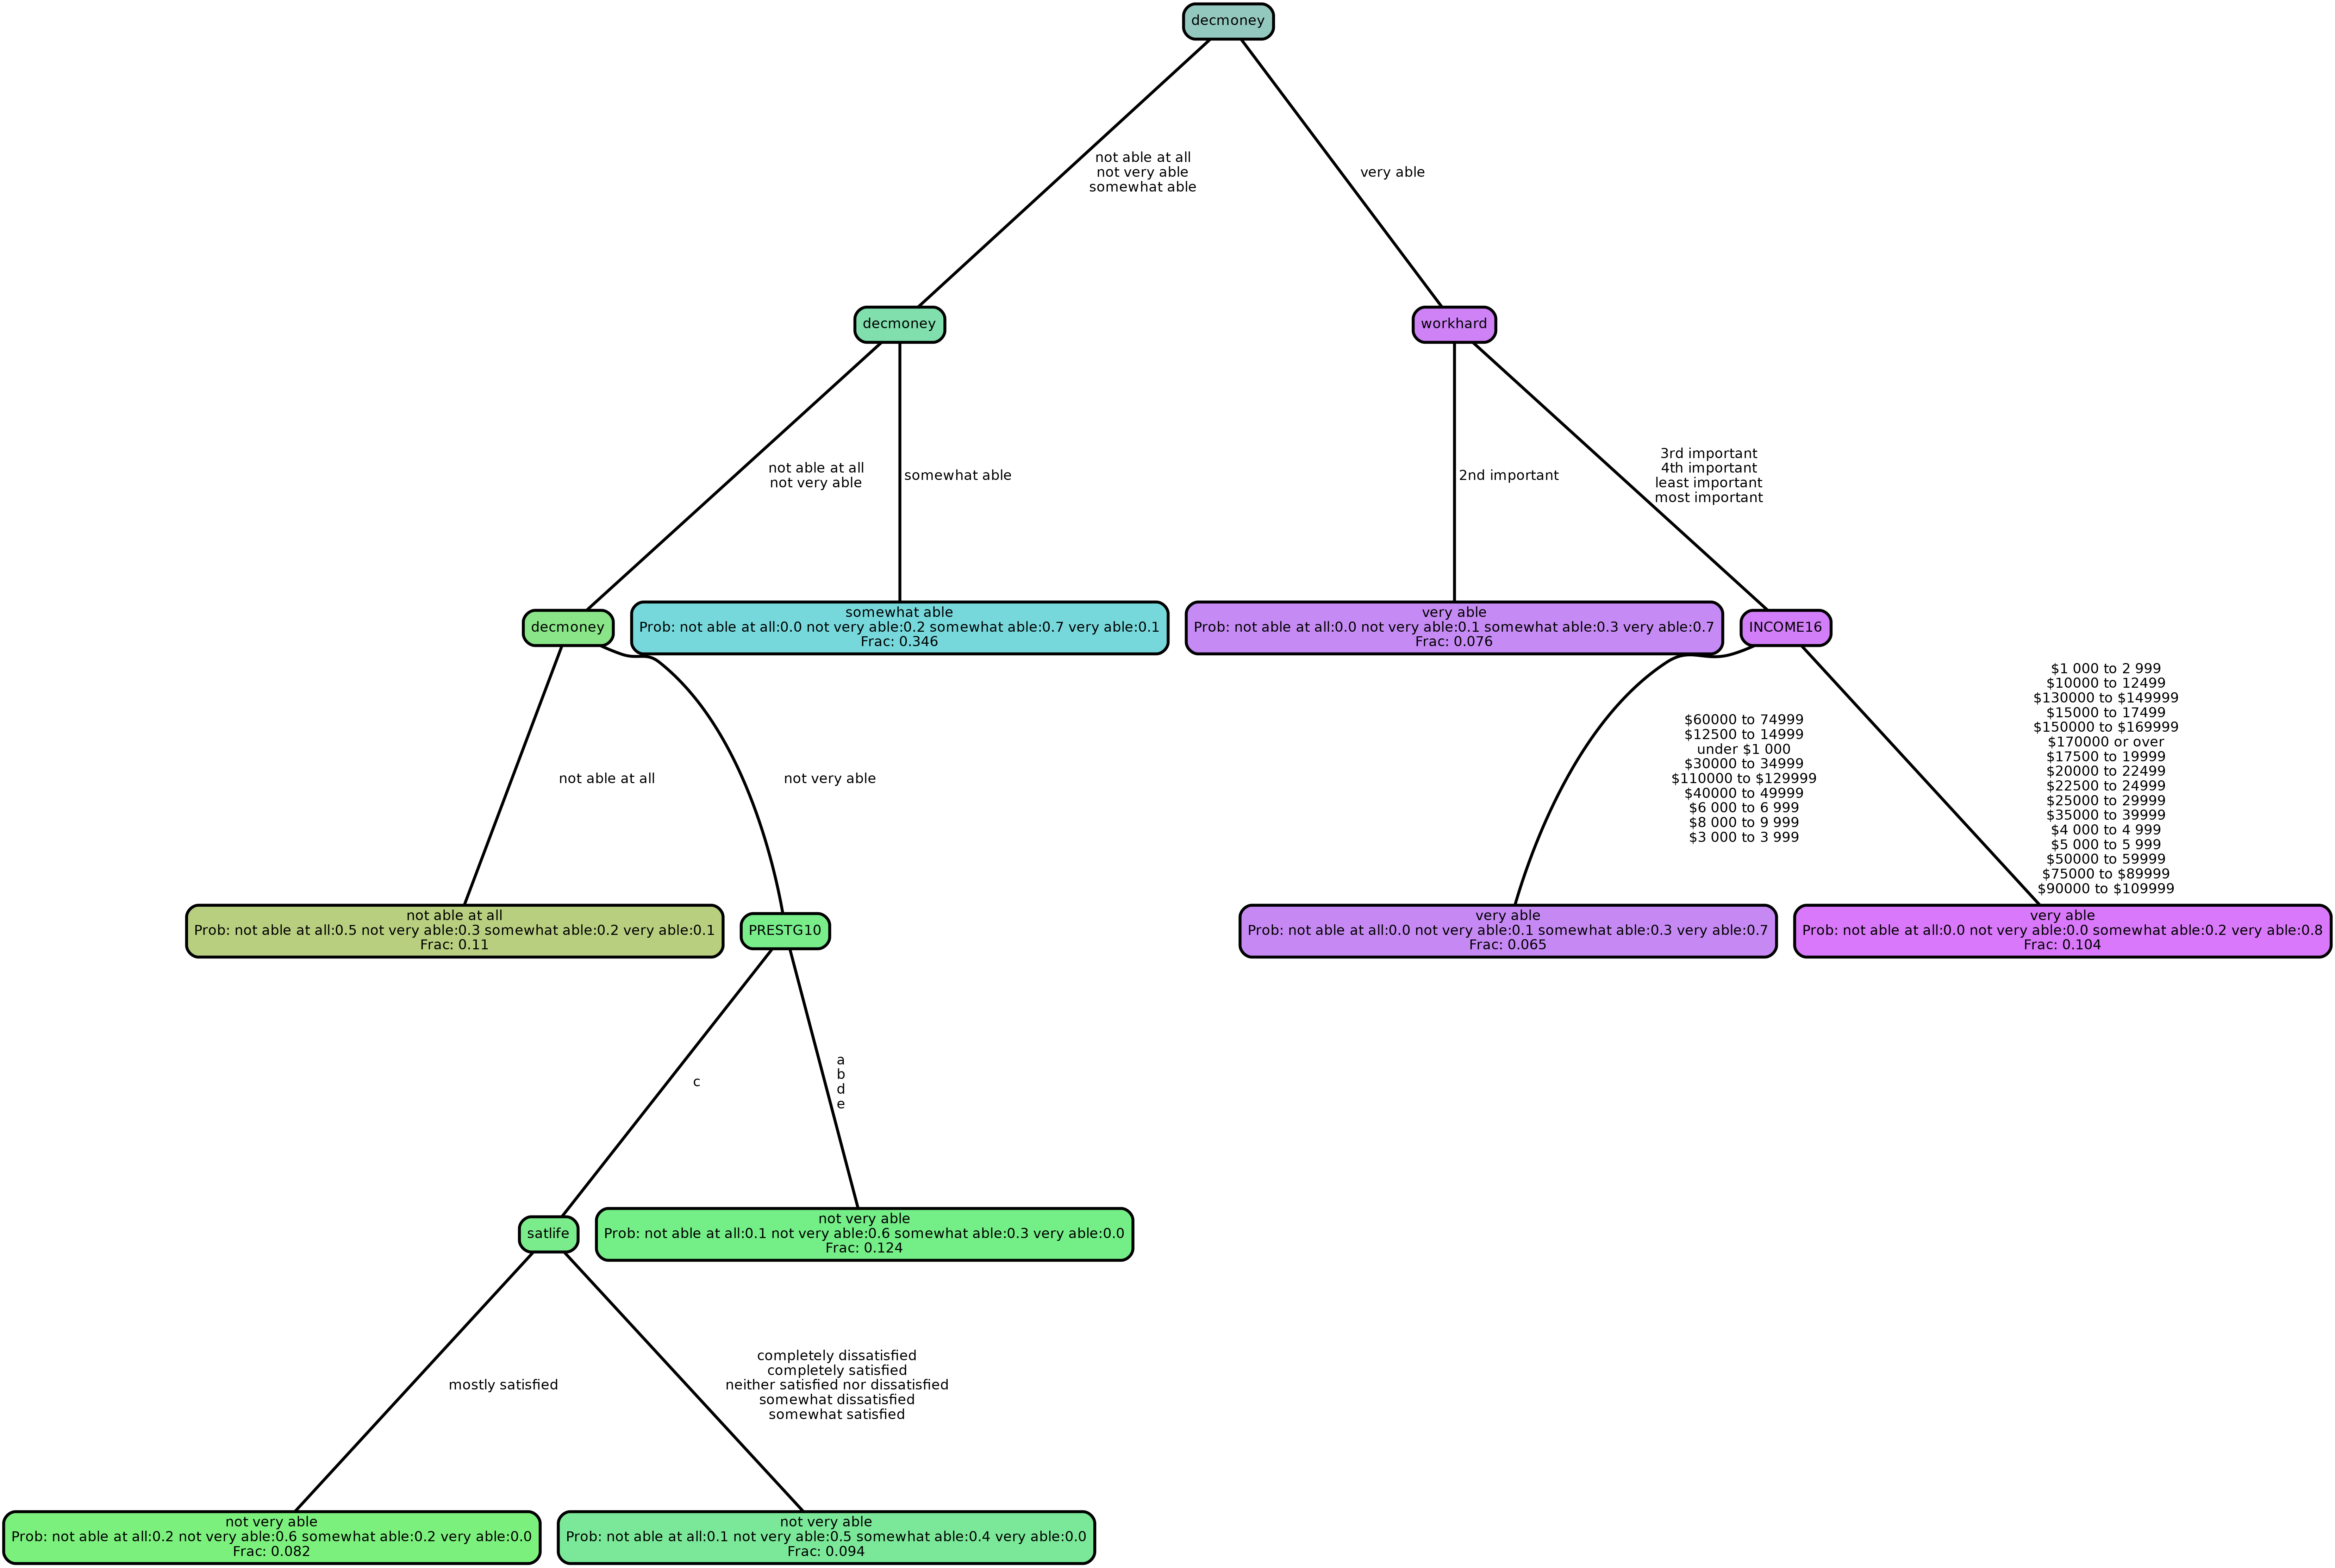 decmoney
not able at all
not very able
somewhat able
very able
decmoney
workhard
not able at all
not very able
somewhat able
2nd important
3rd important
4th important
least important
most important
decmoney
somewhat able
Prob: not able at all:0.0 not very able:0.2 somewhat able:0.7 very able:0.1
Frac: 0.346
very able
Prob: not able at all:0.0 not very able:0.1 somewhat able:0.3 very able:0.7
Frac: 0.076
INCOME16
not able at all
not very able
$60000 to 74999
$12500 to 14999
under $1 000
$30000 to 34999
$110000 to $129999
$40000 to 49999
$6 000 to 6 999
$8 000 to 9 999
$3 000 to 3 999
$1 000 to 2 999
$10000 to 12499
$130000 to $149999
$15000 to 17499
$150000 to $169999
$170000 or over
$17500 to 19999
$20000 to 22499
$22500 to 24999
$25000 to 29999
$35000 to 39999
$4 000 to 4 999
$5 000 to 5 999
$50000 to 59999
$75000 to $89999
$90000 to $109999
not able at all
Prob: not able at all:0.5 not very able:0.3 somewhat able:0.2 very able:0.1
Frac: 0.11
PRESTG10
very able
Prob: not able at all:0.0 not very able:0.1 somewhat able:0.3 very able:0.7
Frac: 0.065
very able
Prob: not able at all:0.0 not very able:0.0 somewhat able:0.2 very able:0.8
Frac: 0.104
c
a
b
d
e
satlife
not very able
Prob: not able at all:0.1 not very able:0.6 somewhat able:0.3 very able:0.0
Frac: 0.124
mostly satisfied
completely dissatisfied
completely satisfied
neither satisfied nor dissatisfied
somewhat dissatisfied
somewhat satisfied
not very able
Prob: not able at all:0.2 not very able:0.6 somewhat able:0.2 very able:0.0
Frac: 0.082
not very able
Prob: not able at all:0.1 not very able:0.5 somewhat able:0.4 very able:0.0
Frac: 0.094